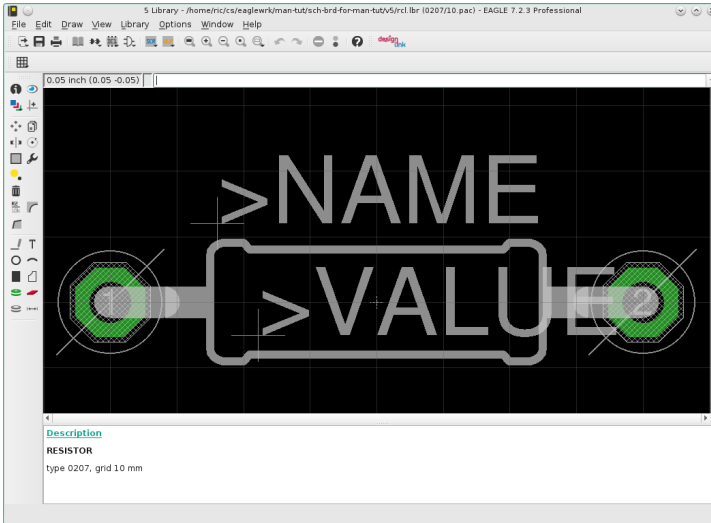 5 Library - /home/ric/cs/eaglewrk/man-tut/sch-brd-for-man-tut/v5/rcl.lbr (0207/10.pac) - EAGLE 7.2.3 Professional
File Edit Draw View Library Options Window Help
design
link
0.05 inch (0.05 -0.05)
>NAME
1
>VALUE
2
Description
RESISTOR
type 0207, grid 10 mm